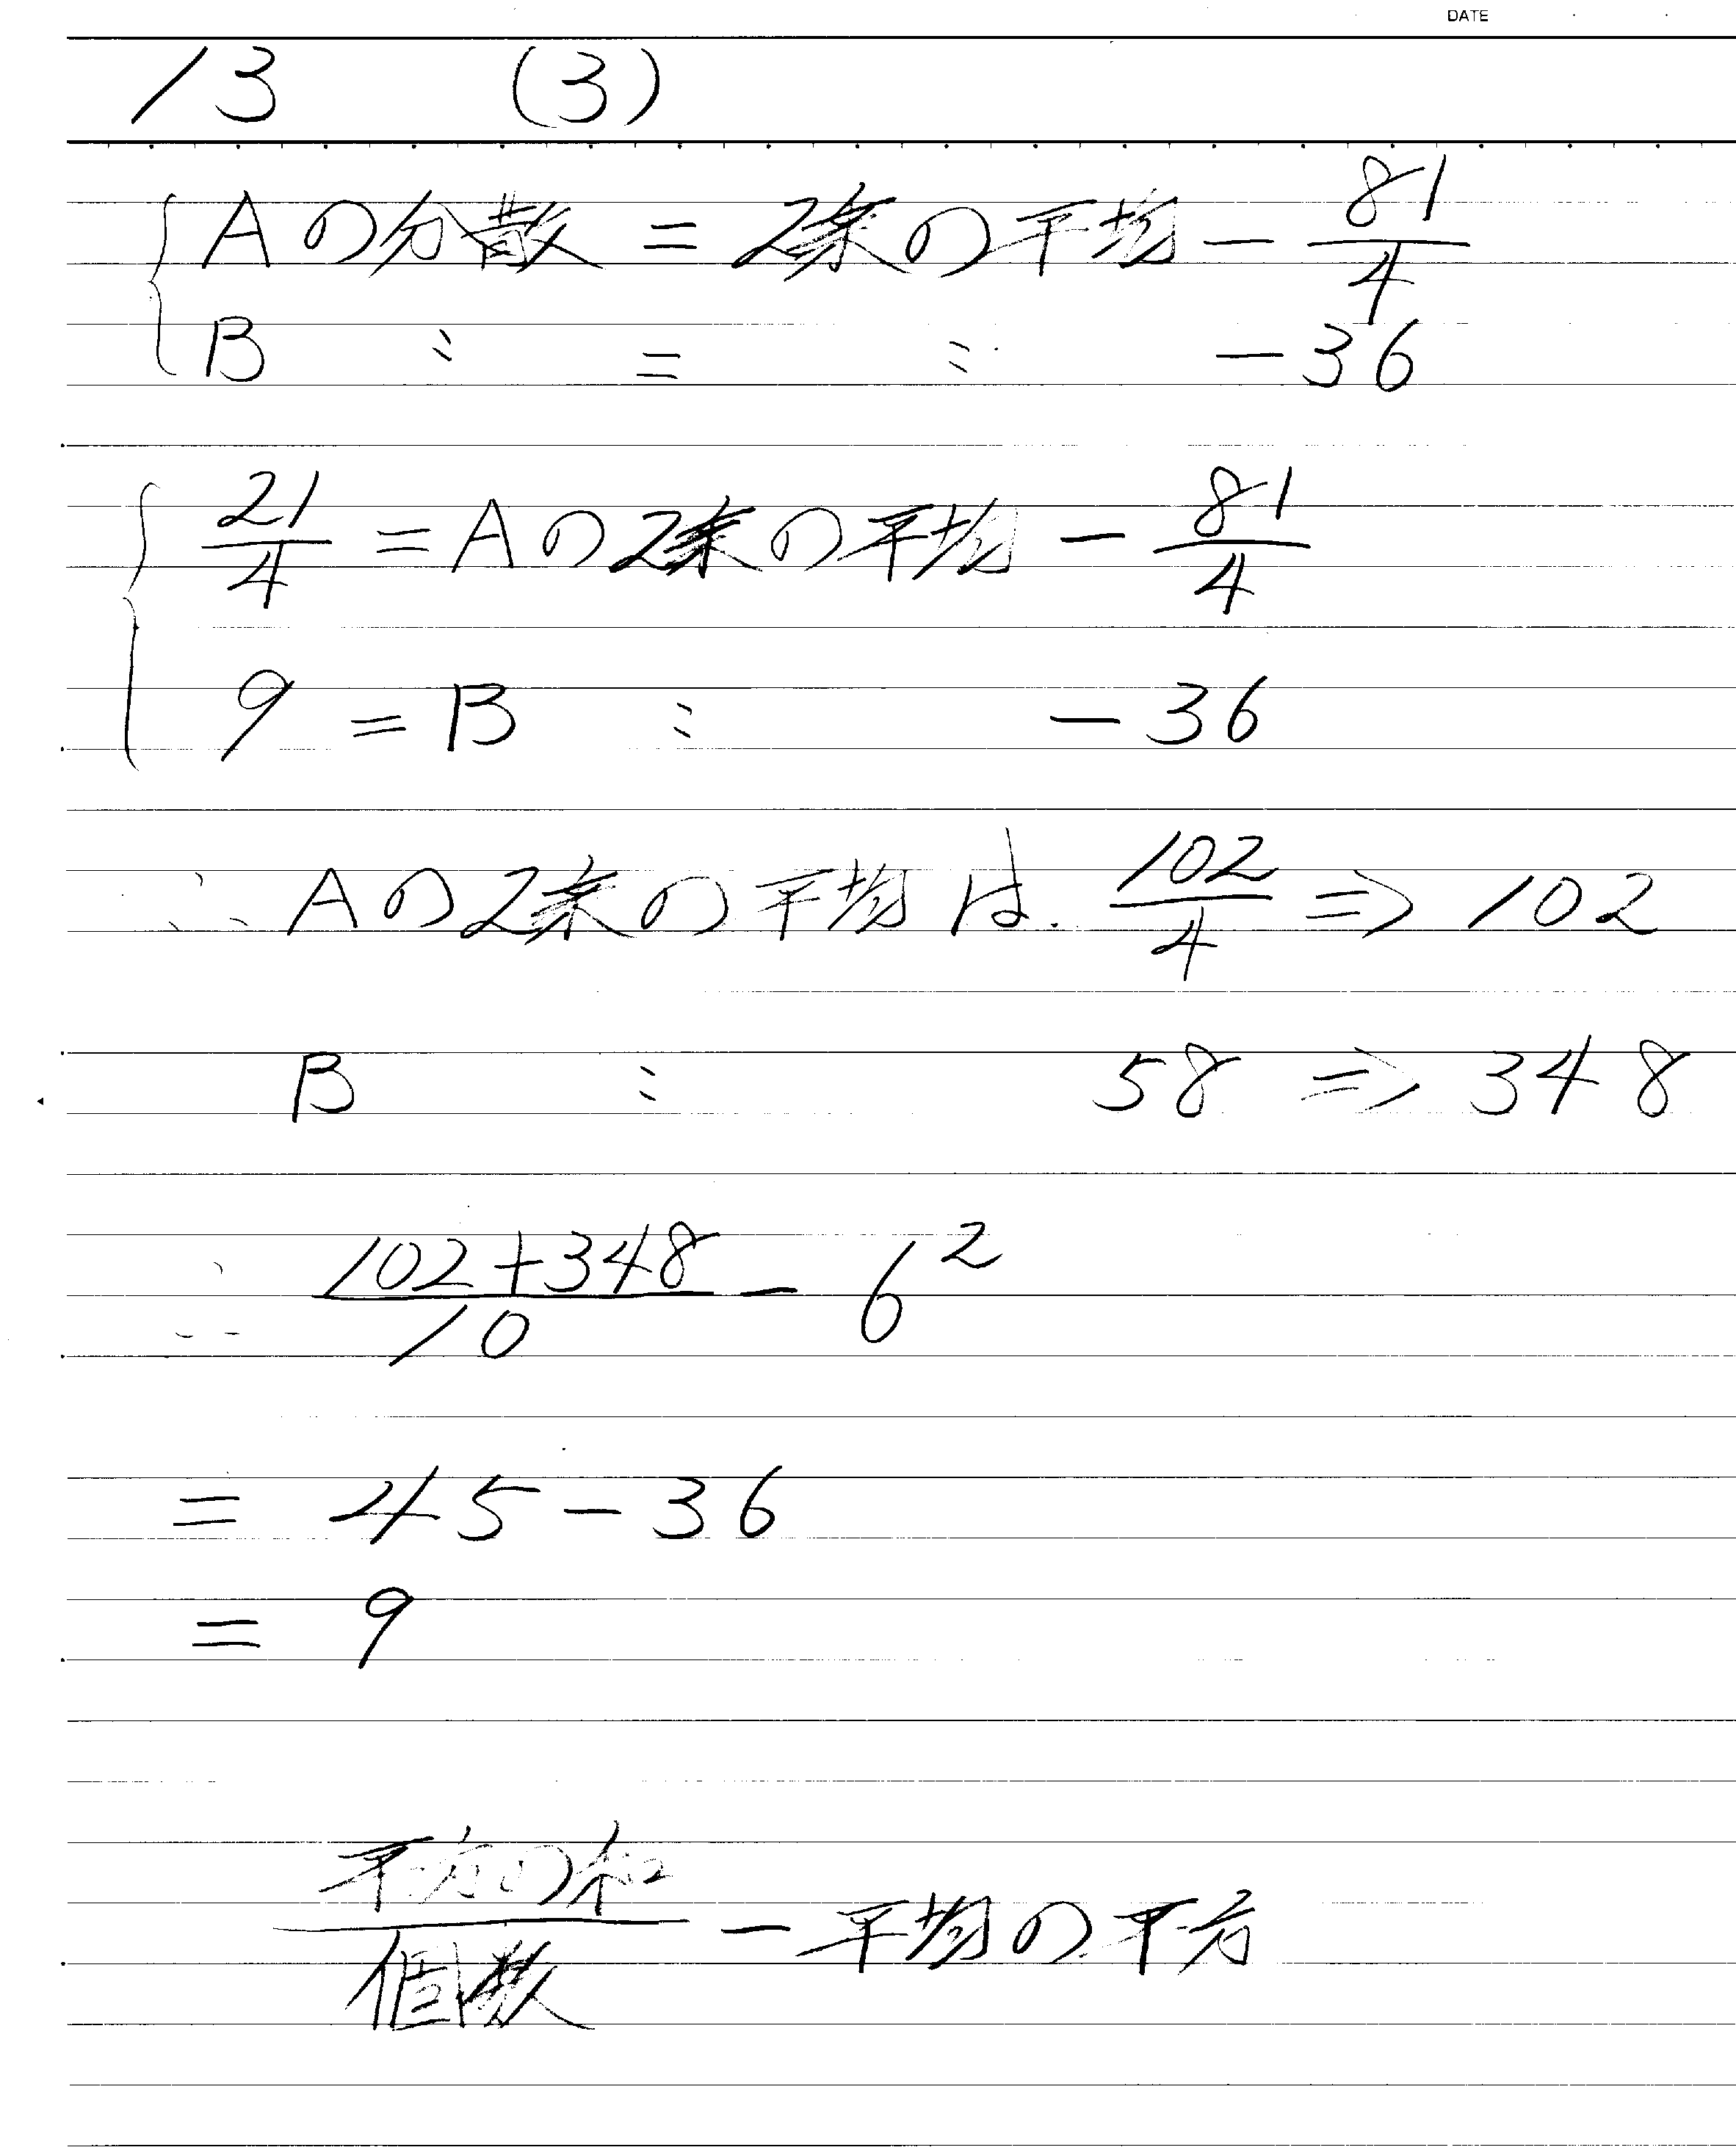 DATE
13 (3)
Aの分散 = 2乗の平均 - 81/4
B 〃 = 〃 - 36
21/4 = Aの2乗の平均 - 81/4
9 = B 〃 - 36
∴ Aの2乗の平均は 102/4 ⇒ 102
B 〃 58 ⇒ 348
∴ (102+348)/10 - 6²
= 45 - 36
= 9
平方の和/個数 - 平均の平方